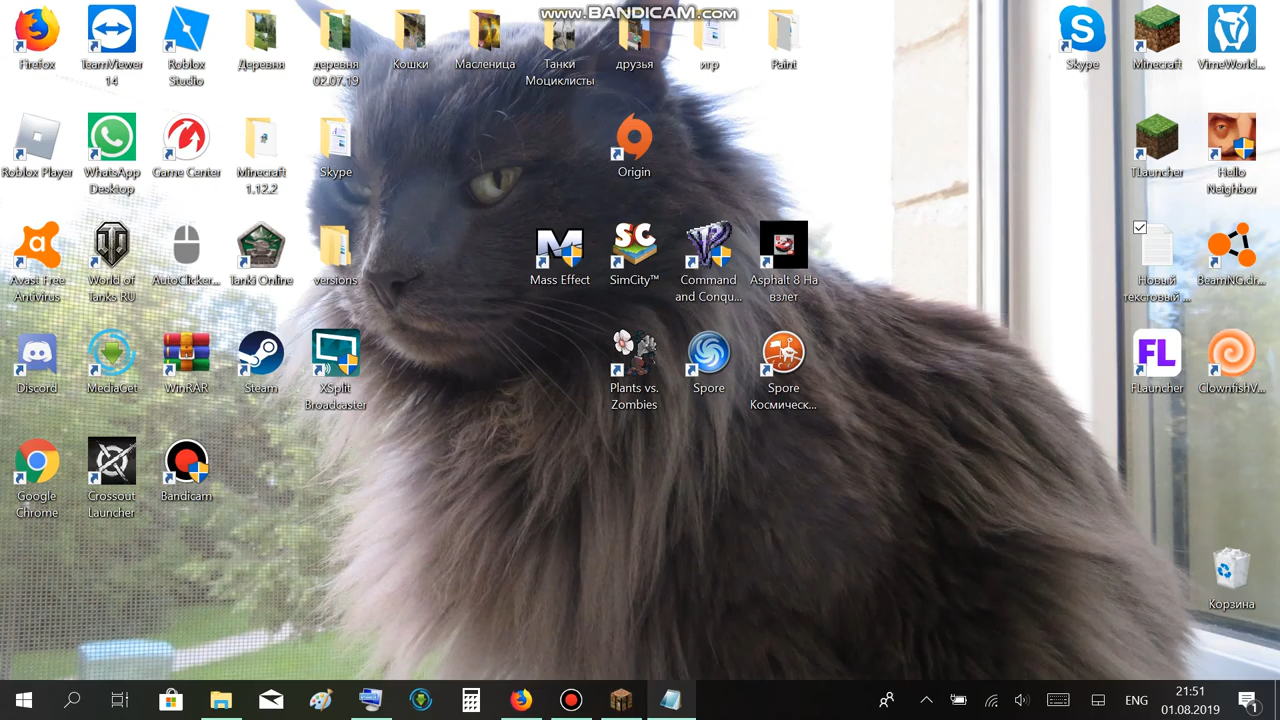 www.BANDICAM.com
Firefox
TeamViewer
14
Roblox
Studio
Деревня
деревья
02.07.19
Кошки
Масленица
Танки
Моциклисты
друзья
игр
Paint
Skype
Minecraft
VimeWorld...
Roblox Player
WhatsApp
Desktop
Game Center
Minecraft
1.12.2
Skype
Origin
TLauncher
Hello
Neighbor
Avast Free
Antivirus
World of
Tanks RU
AutoClicker...
Tanki Online
versions
M
Mass Effect
SC
SimCity™
Command
and Conqu...
Asphalt 8 На
взлет
Новый
текстовый ...
BeamNG.dr...
Discord
MediaGet
WinRAR
Steam
XSplit
Broadcaster
Plants vs.
Zombies
Spore
Spore
Космическ...
FL
FLauncher
ClownfishV...
Google
Chrome
Crossout
Launcher
Bandicam
Корзина
ENG
21:51
01.08.2019
1